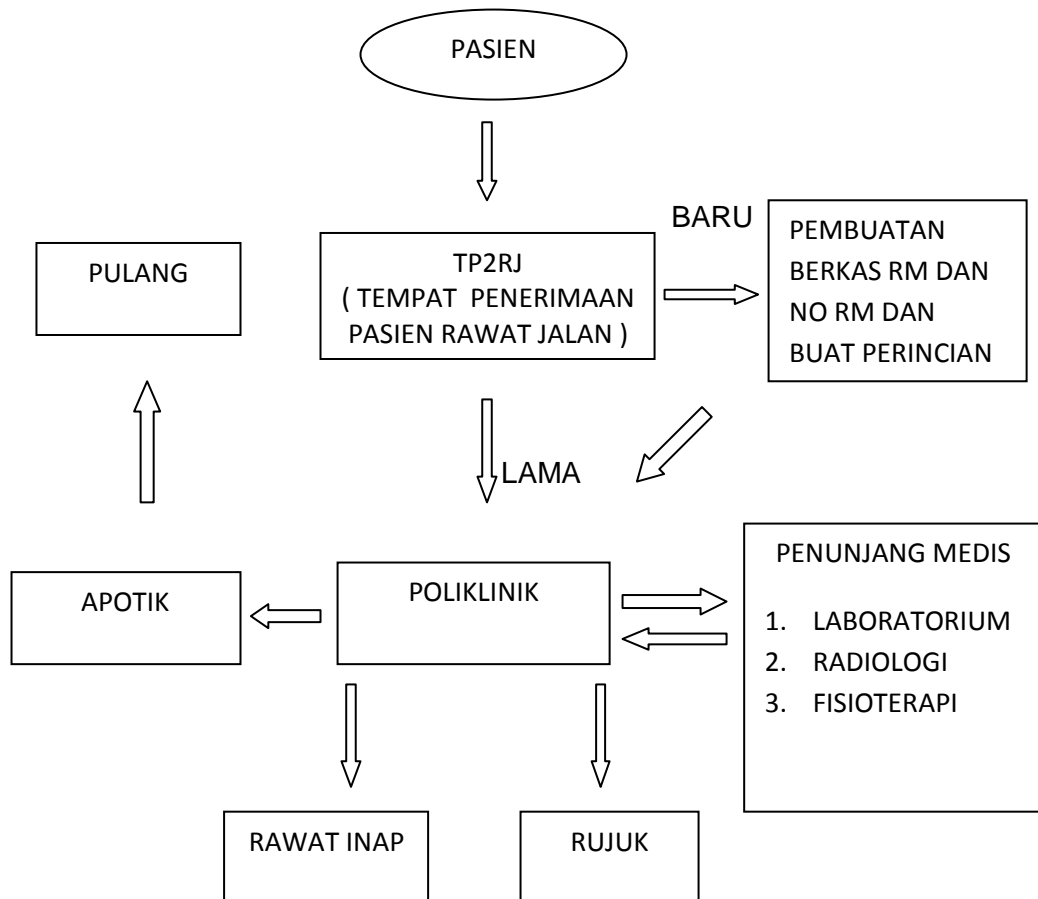 PASIEN
BARU
PULANG
TP2RJ
( TEMPAT PENERIMAAN
PASIEN RAWAT JALAN )
PEMBUATAN
BERKAS RM DAN
NO RM DAN
BUAT PERINCIAN
LAMA
APOTIK
POLIKLINIK
PENUNJANG MEDIS
1. LABORATORIUM
2. RADIOLOGI
3. FISIOTERAPI
RAWAT INAP
RUJUK